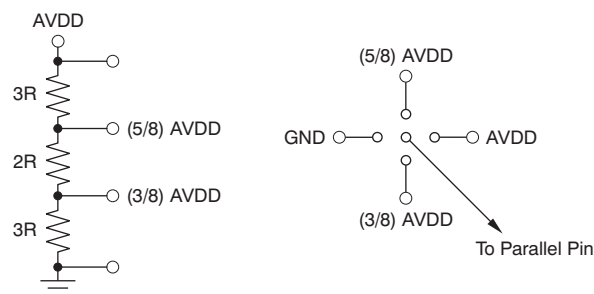 AVDD
3R
(5/8) AVDD
2R
(3/8) AVDD
3R
(5/8) AVDD
GND
AVDD
(3/8) AVDD
To Parallel Pin